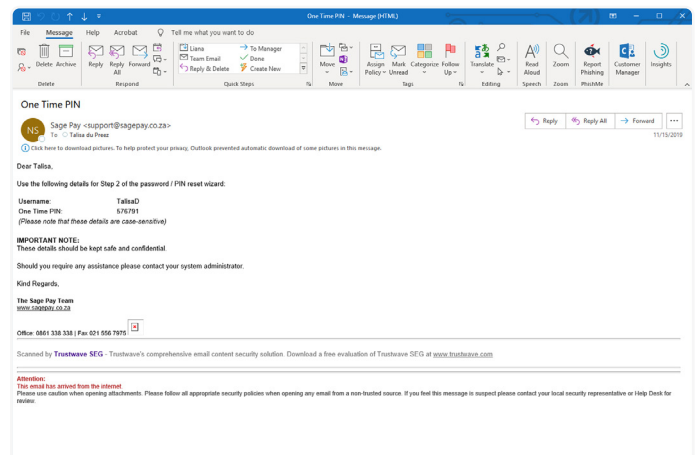 One Time PIN - Message (HTML)
File Message Help Acrobat Tell me what you want to do
Delete Archive
Reply Reply All Forward
Liana To Manager
Team Email Done
Reply & Delete Create New
Move
Assign Policy Mark Unread Categorize Follow Up
Translate
Read Aloud
Zoom
Report Phishing
Customer Manager
Insights
Delete Respond Quick Steps Move Tags Editing Speech Zoom PhishMe
One Time PIN
NS
Sage Pay <support@sagepay.co.za>
To Talisa du Preez
Reply Reply All Forward
11/15/2019
Click here to download pictures. To help protect your privacy, Outlook prevented automatic download of some pictures in this message.
Dear Talisa,
Use the following details for Step 2 of the password / PIN reset wizard:
Username: TalisaD
One Time PIN: 576791
(Please note that these details are case-sensitive)
IMPORTANT NOTE:
These details should be kept safe and confidential.
Should you require any assistance please contact your system administrator.
Kind Regards,
The Sage Pay Team
www.sagepay.co.za
Office: 0861 338 338 | Fax 021 556 7975
Scanned by Trustwave SEG - Trustwave's comprehensive email content security solution. Download a free evaluation of Trustwave SEG at www.trustwave.com
Attention:
This email has arrived from the internet
Please use caution when opening attachments. Please follow all appropriate security policies when opening any email from a non-trusted source. If you feel this message is suspect please contact your local security representative or Help Desk for
review.